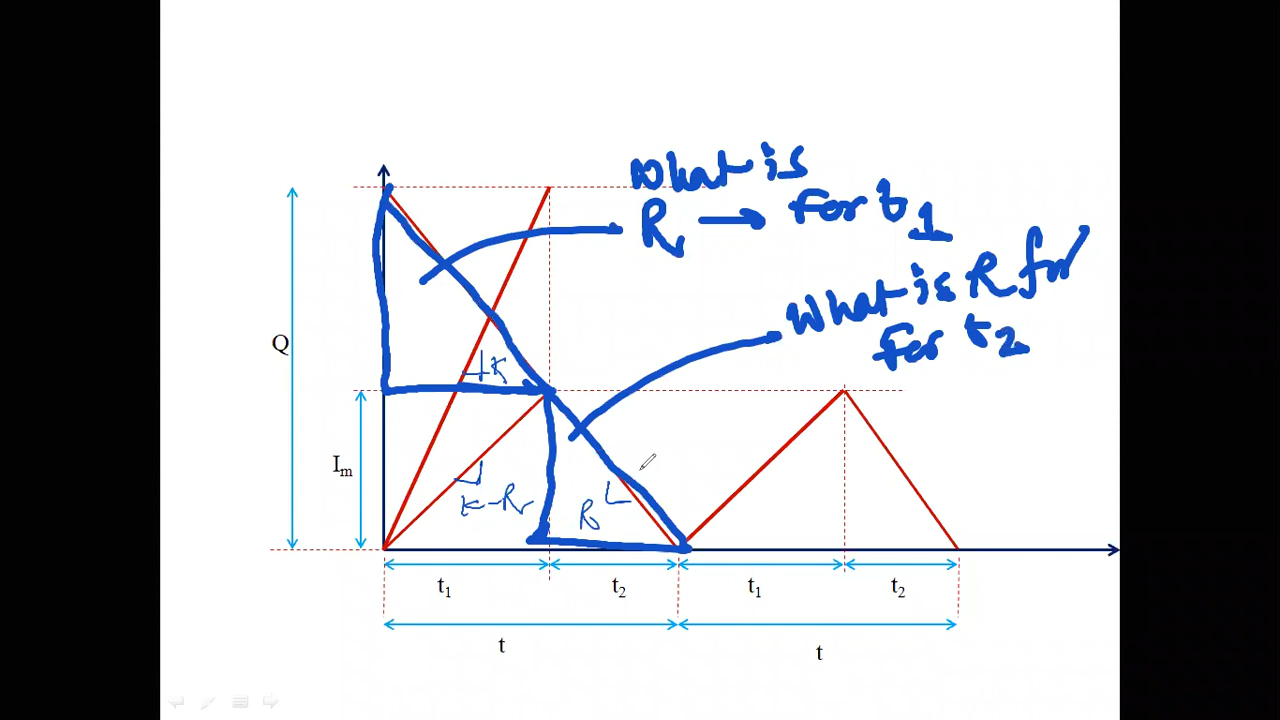 What is
R → for t1
What is R for
for t2
Q
K
Im
K-R
R
t1
t2
t1
t2
t
t